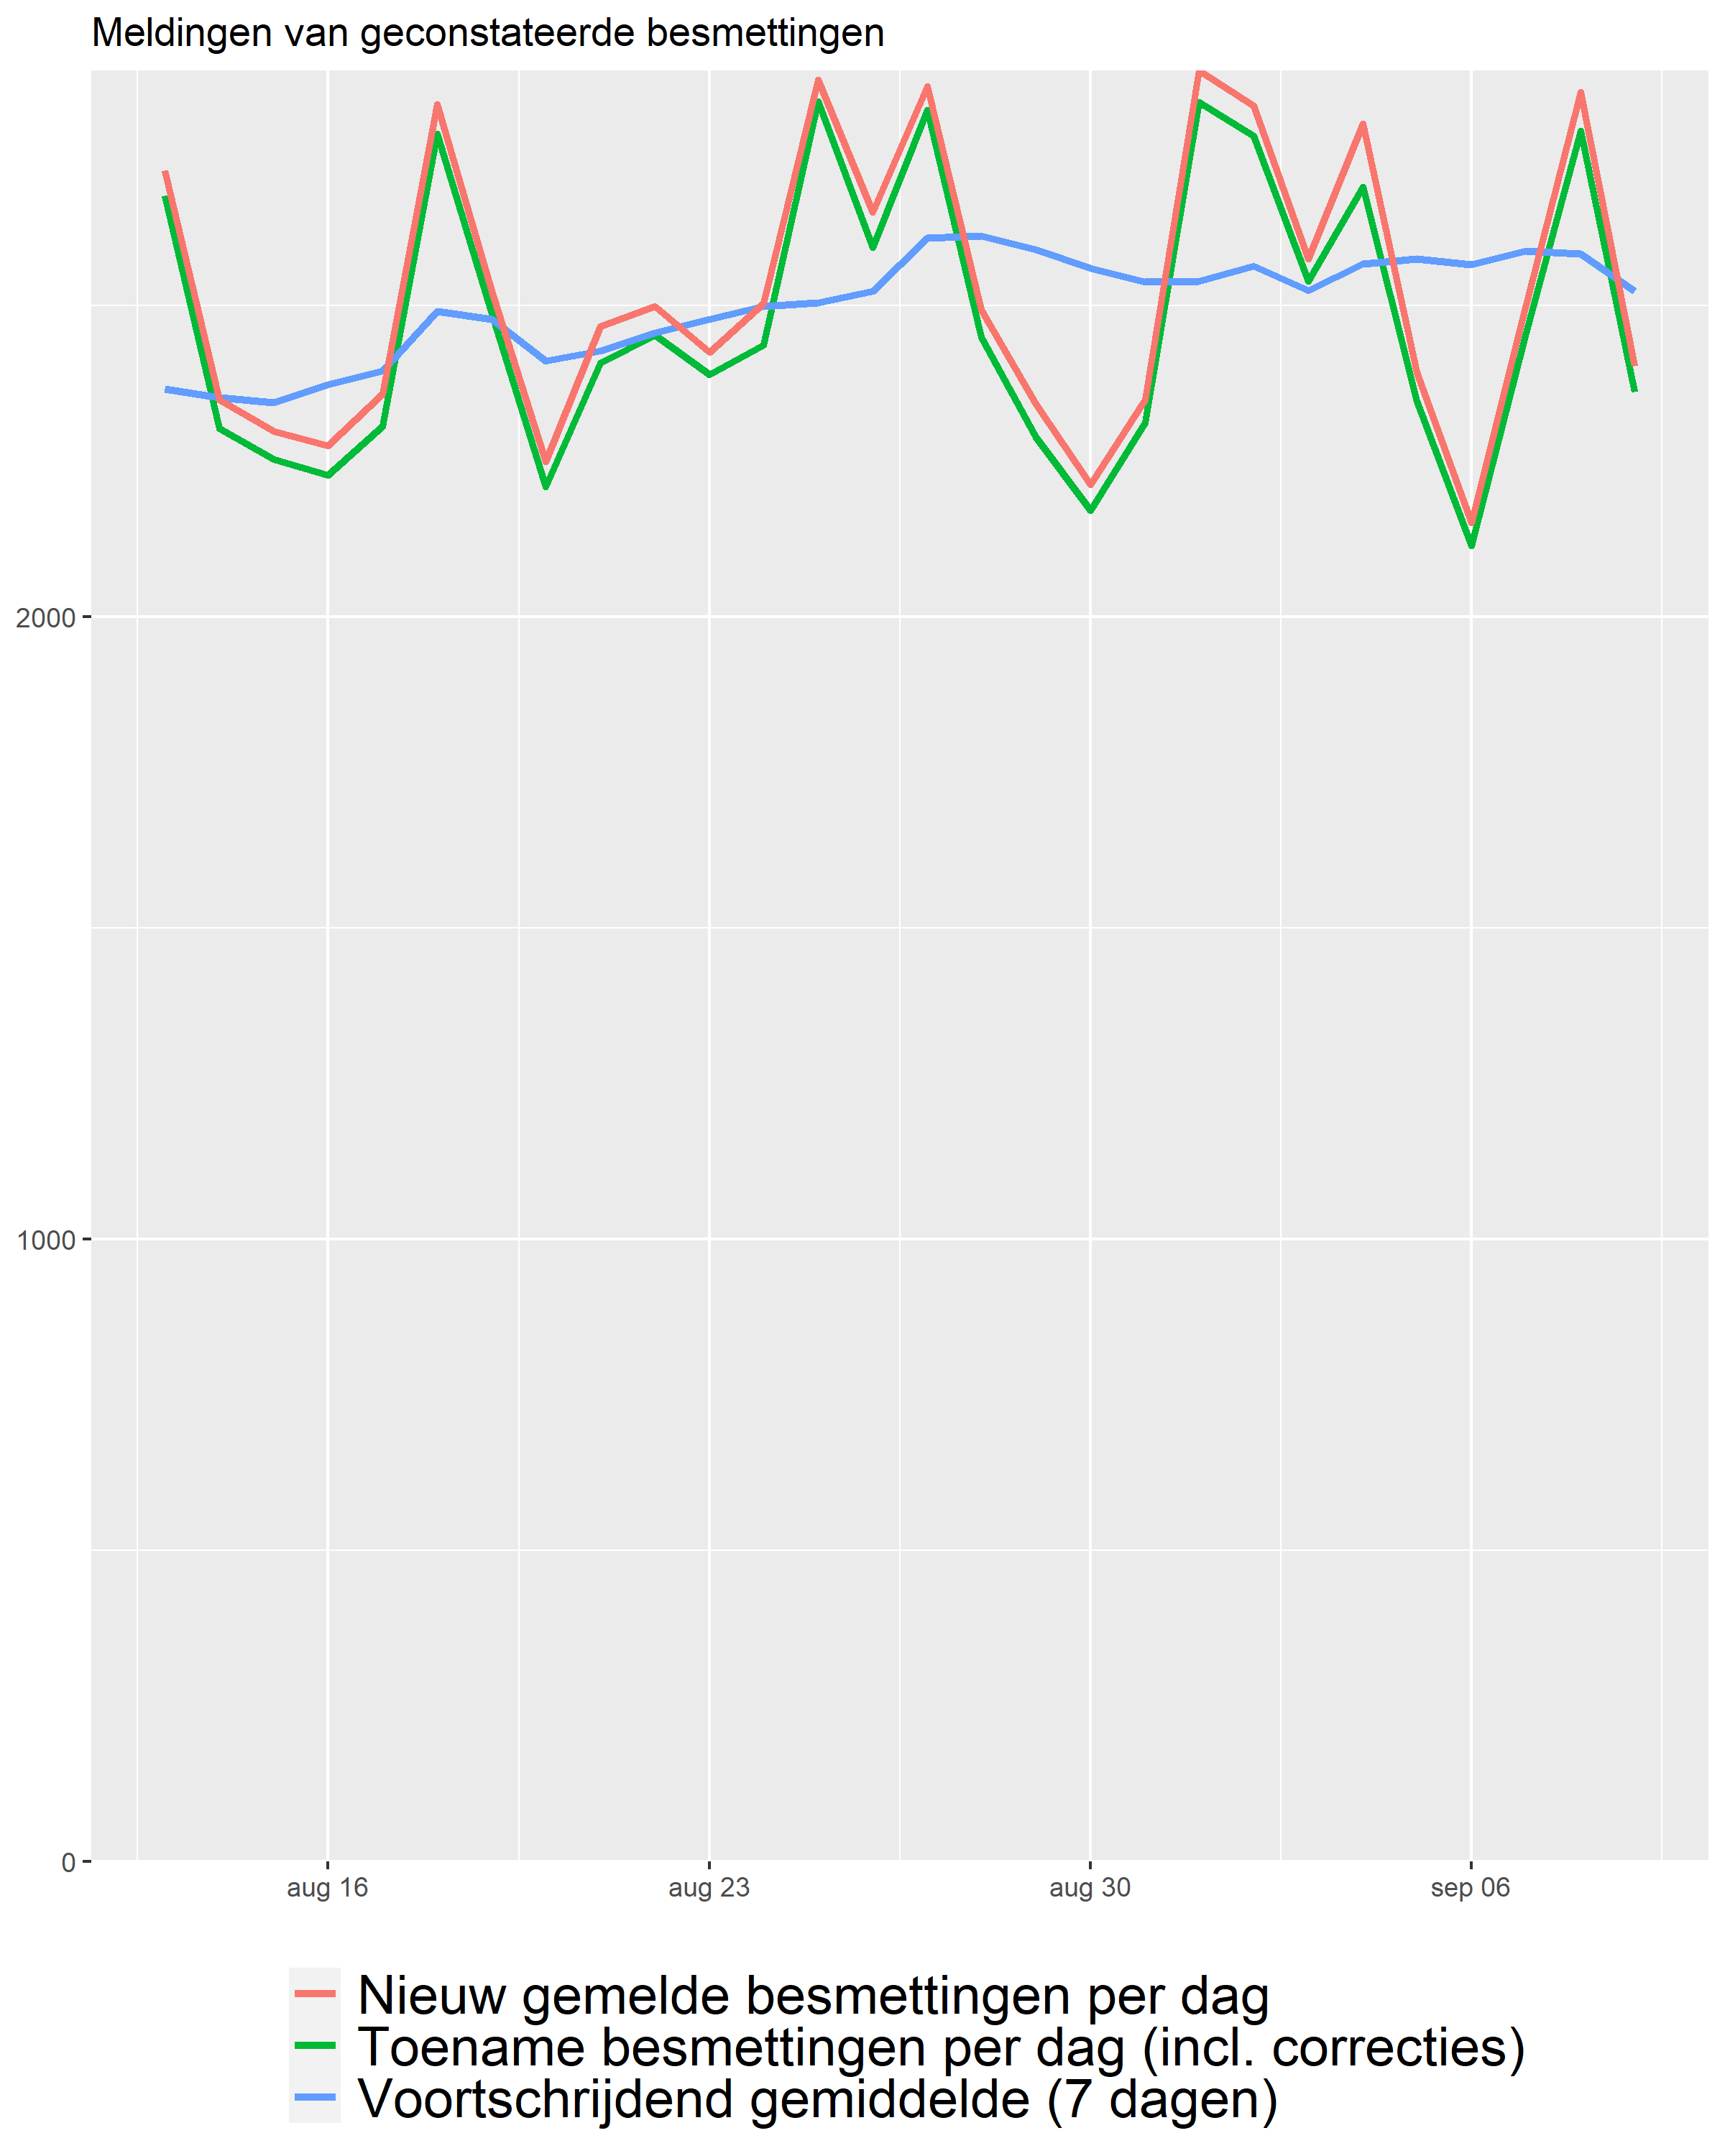 Meldingen van geconstateerde besmettingen
2000
1000
0
aug 16
aug 23
aug 30
sep 06
Nieuw gemelde besmettingen per dag
Toename besmettingen per dag (incl. correcties)
Voortschrijdend gemiddelde (7 dagen)